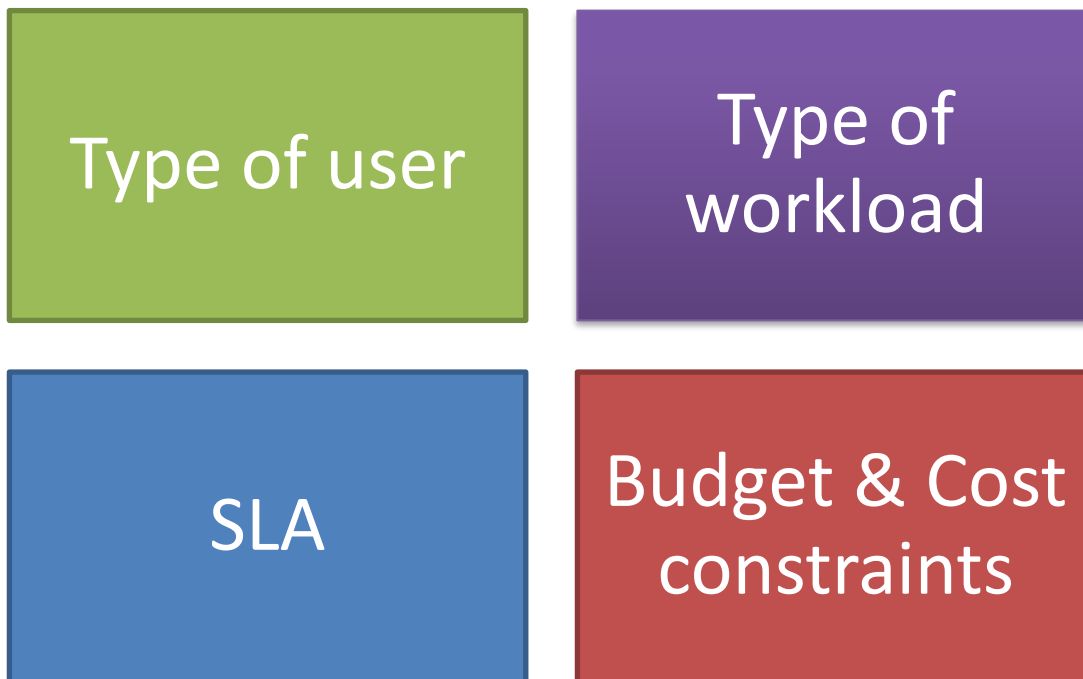 Type of user
Type of
workload
SLA
Budget & Cost
constraints